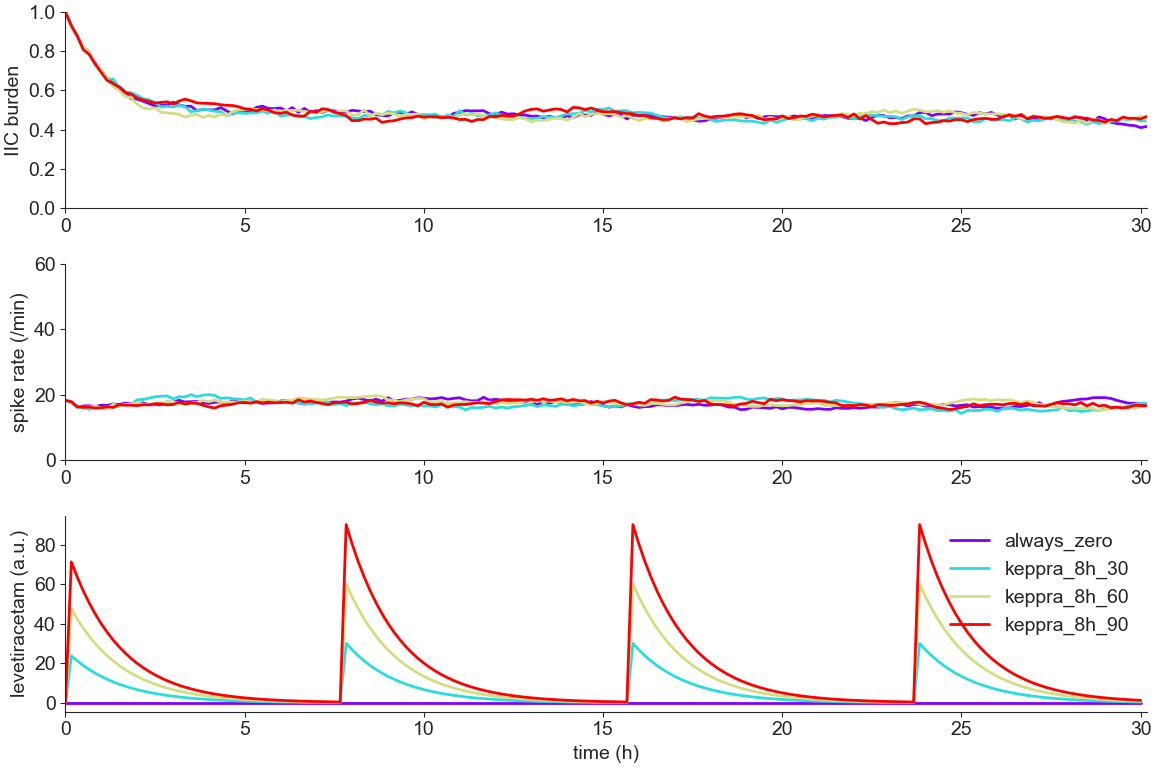 1.0
0.8
0.6
0.4
0.2
0.0
IIC burden
0 5 10 15 20 25 30
60
40
20
0
spike rate (/min)
0 5 10 15 20 25 30
80
60
40
20
0
levetiracetam (a.u.)
always_zero
keppra_8h_30
keppra_8h_60
keppra_8h_90
0 5 10 15 20 25 30
time (h)